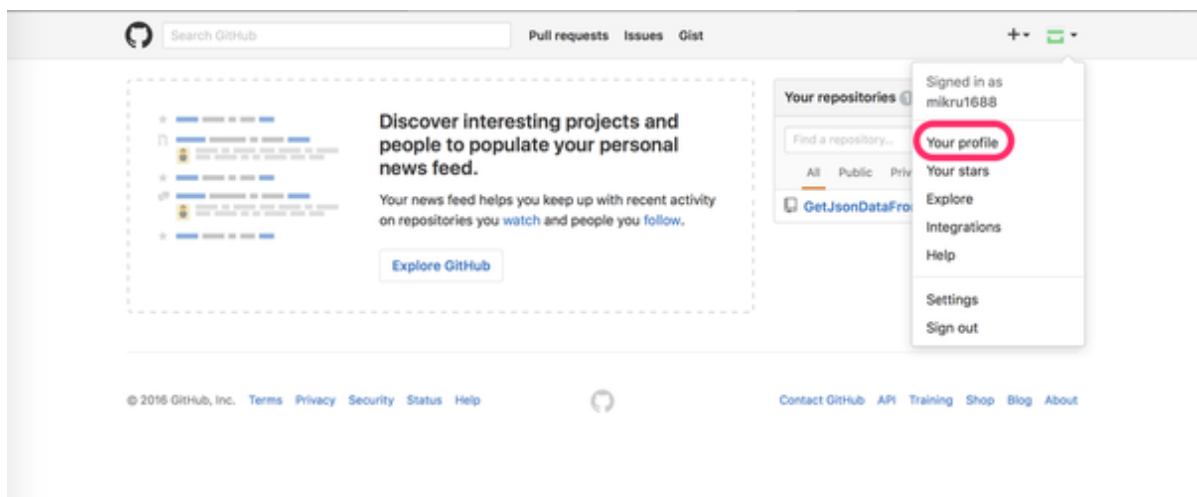 Search GitHub
Pull requests Issues Gist
Signed in as
mikru1688
Your profile
Your stars
Explore
Integrations
Help
Settings
Sign out
Discover interesting projects and
people to populate your personal
news feed.
Your news feed helps you keep up with recent activity
on repositories you watch and people you follow.
Explore GitHub
Your repositories 1
Find a repository...
All Public Priv
GetJsonDataFro
© 2016 GitHub, Inc. Terms Privacy Security Status Help
Contact GitHub API Training Shop Blog About